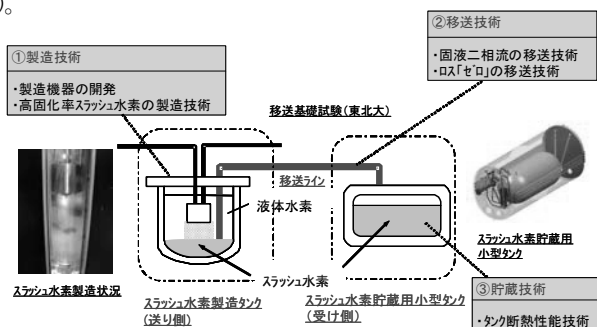 )。
①製造技術
・製造機器の開発
・高固化率スラッシュ水素の製造技術
②移送技術
・固液二相流の移送技術
・ロス「ゼロ」の移送技術
移送基礎試験(東北大)
移送ライン
液体水素
スラッシュ水素
スラッシュ水素製造状況
スラッシュ水素製造タンク
(送り側)
スラッシュ水素貯蔵用小型タンク
(受け側)
スラッシュ水素貯蔵用
小型タンク
③貯蔵技術
・タンク断熱性能技術